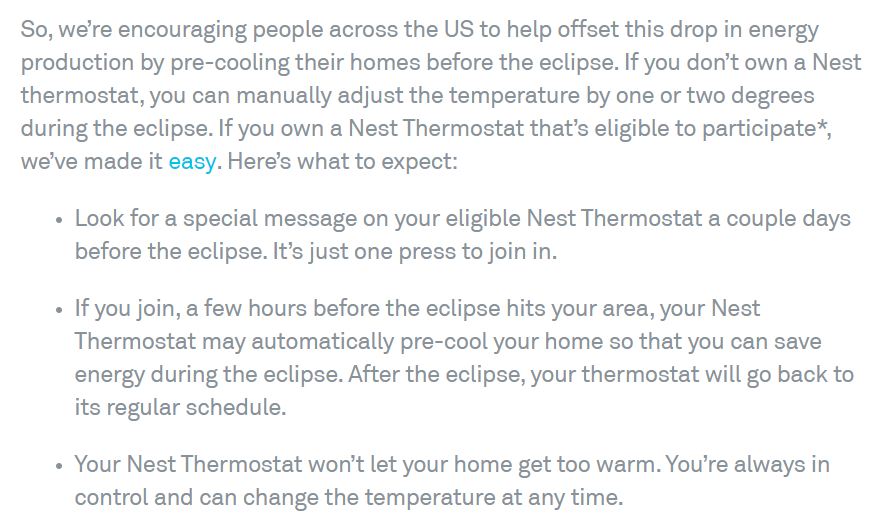 So, we're encouraging people across the US to help offset this drop in energy
production by pre-cooling their homes before the eclipse. If you don't own a Nest
thermostat, you can manually adjust the temperature by one or two degrees
during the eclipse. If you own a Nest Thermostat that's eligible to participate*,
we've made it easy. Here's what to expect:
• Look for a special message on your eligible Nest Thermostat a couple days
before the eclipse. It's just one press to join in.
• If you join, a few hours before the eclipse hits your area, your Nest
Thermostat may automatically pre-cool your home so that you can save
energy during the eclipse. After the eclipse, your thermostat will go back to
its regular schedule.
• Your Nest Thermostat won't let your home get too warm. You're always in
control and can change the temperature at any time.